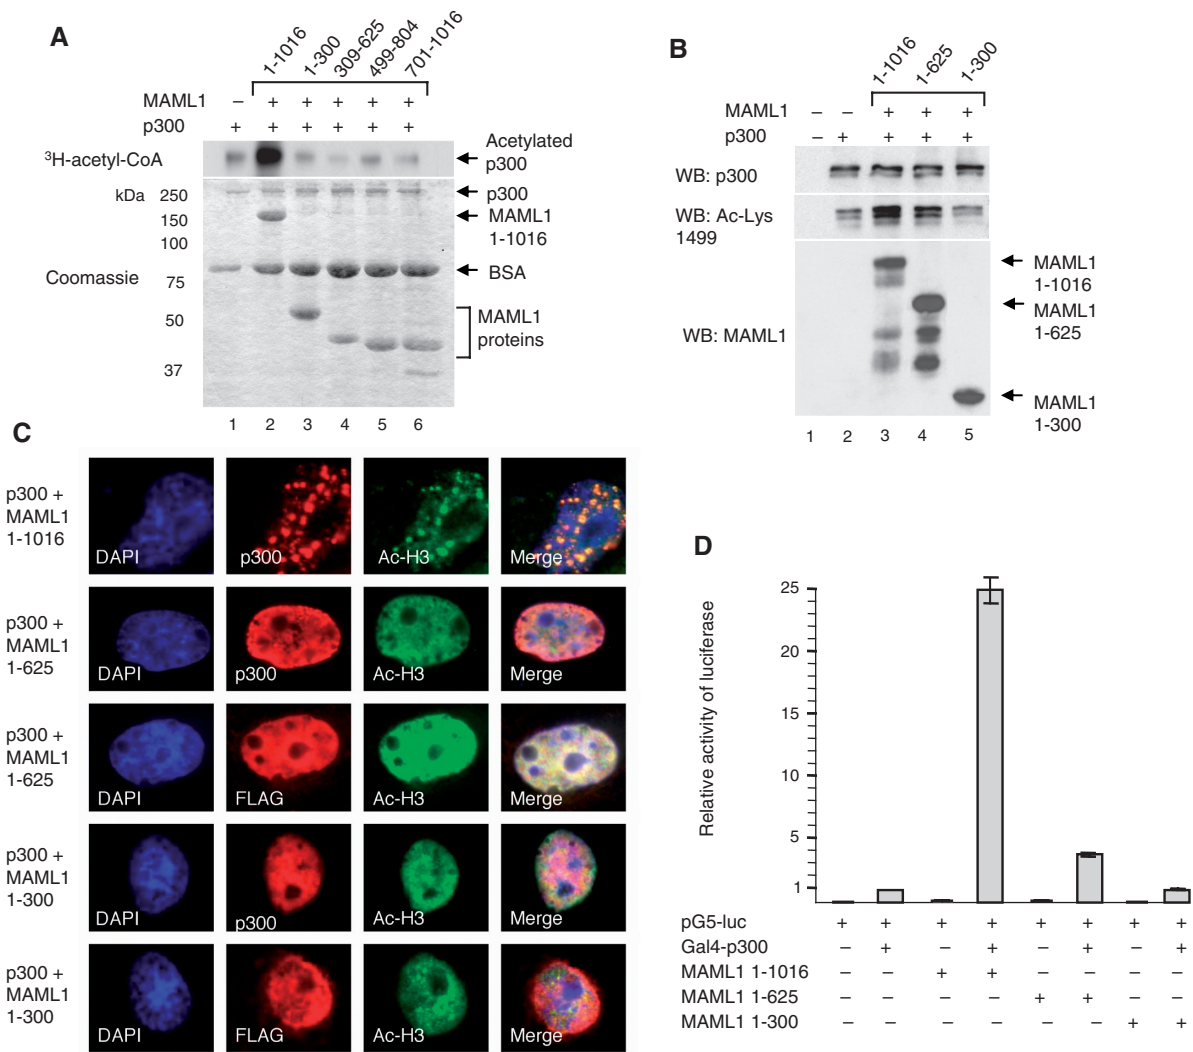 A
1-1016
1-300
309-625
499-804
701-1016
MAML1 – + + + + +
p300 + + + + + +
³H-acetyl-CoA
Acetylated
p300
kDa
250
150
100
75
50
37
p300
MAML1
1-1016
Coomassie
BSA
MAML1
proteins
1 2 3 4 5 6
B
1-1016
1-625
1-300
MAML1 – – + + +
p300 – + + + +
WB: p300
WB: Ac-Lys
1499
WB: MAML1
MAML1
1-1016
MAML1
1-625
MAML1
1-300
1 2 3 4 5
C
p300 +
MAML1
1-1016
DAPI p300 Ac-H3 Merge
p300 +
MAML1
1-625
DAPI p300 Ac-H3 Merge
p300 +
MAML1
1-625
DAPI FLAG Ac-H3 Merge
p300 +
MAML1
1-300
DAPI p300 Ac-H3 Merge
p300 +
MAML1
1-300
DAPI FLAG Ac-H3 Merge
D
Relative activity of luciferase
25
20
15
10
5
1
pG5-luc + + + + + + + +
Gal4-p300 – + – + – + – +
MAML1 1-1016 – – + + – – – –
MAML1 1-625 – – – – + + – –
MAML1 1-300 – – – – – – + +